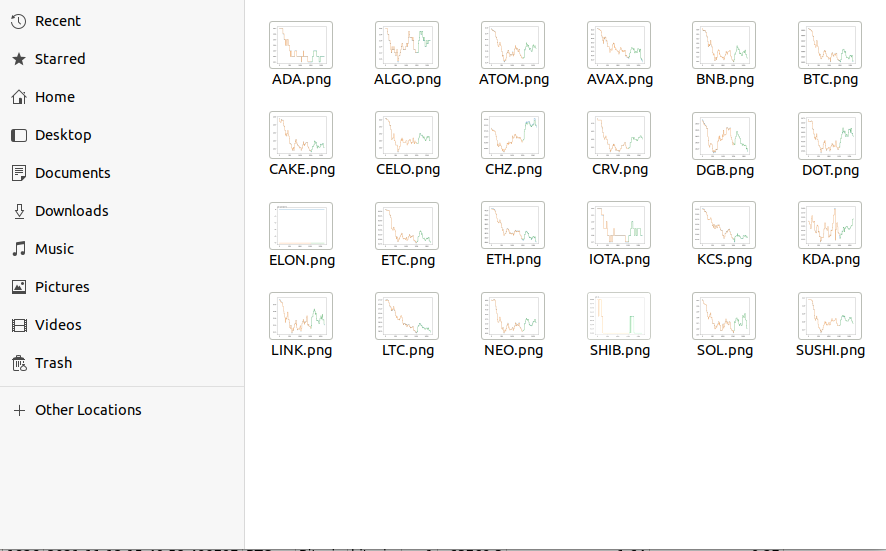 Recent
Starred
Home
Desktop
Documents
Downloads
Music
Pictures
Videos
Trash
Other Locations
ADA.png ALGO.png ATOM.png AVAX.png BNB.png BTC.png
CAKE.png CELO.png CHZ.png CRV.png DGB.png DOT.png
ELON.png ETC.png ETH.png IOTA.png KCS.png KDA.png
LINK.png LTC.png NEO.png SHIB.png SOL.png SUSHI.png